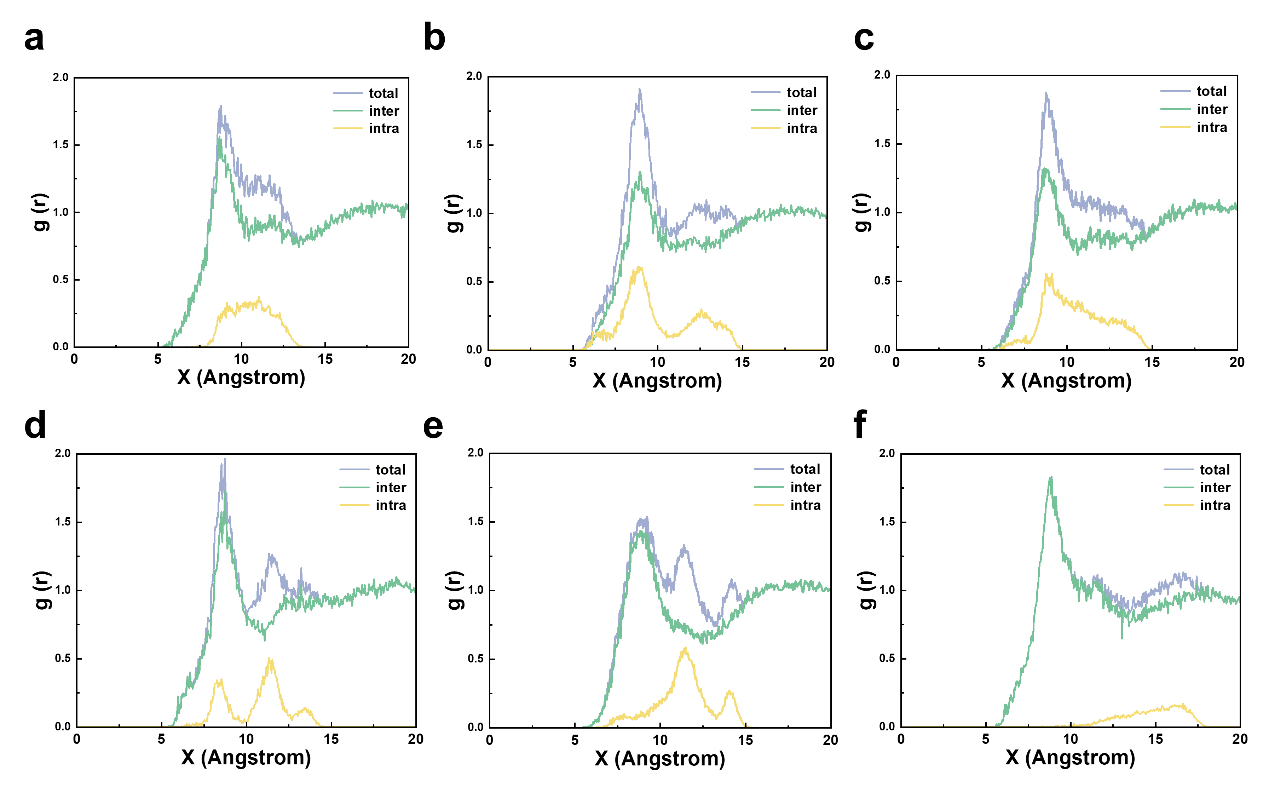 a
b
c
2.0
1.5
1.0
0.5
0.0
g (r)
total
inter
intra
0
5
10
15
20
X (Angstrom)
2.0
1.5
1.0
0.5
0.0
g (r)
total
inter
intra
0
5
10
15
20
X (Angstrom)
2.0
1.5
1.0
0.5
0.0
g (r)
total
inter
intra
0
5
10
15
20
X (Angstrom)
d
e
f
2.0
1.5
1.0
0.5
0.0
g (r)
total
inter
intra
0
5
10
15
20
X (Angstrom)
2.0
1.5
1.0
0.5
0.0
g (r)
total
inter
intra
0
5
10
15
20
X (Angstrom)
2.0
1.5
1.0
0.5
0.0
g (r)
total
inter
intra
0
5
10
15
20
X (Angstrom)